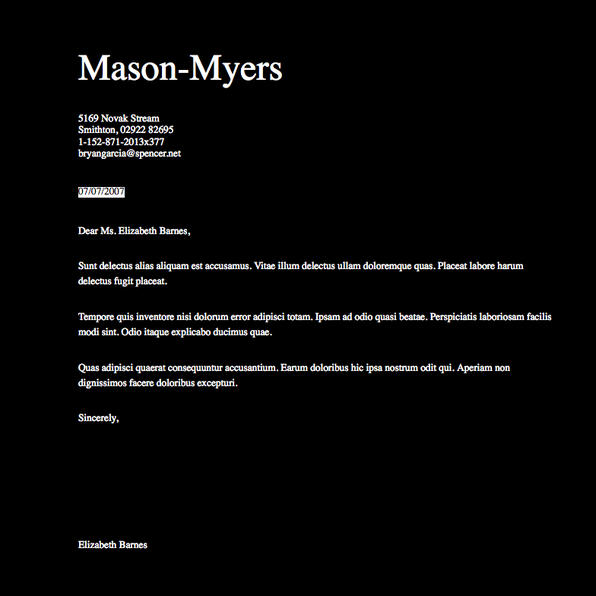 Mason-Myers
5169 Novak Stream
Smithton, 02922 82695
1-152-871-2013x377
bryangarcia@spencer.net
07/07/2007
Dear Ms. Elizabeth Barnes,
Sunt delectus alias aliquam est accusamus. Vitae illum delectus ullam doloremque quas. Placeat labore harum
delectus fugit placeat.
Tempore quis inventore nisi dolorum error adipisci totam. Ipsam ad odio quasi beatae. Perspiciatis laboriosam facilis
modi sint. Odio itaque explicabo ducimus quae.
Quas adipisci quaerat consequuntur accusantium. Earum doloribus hic ipsa nostrum odit qui. Aperiam non
dignissimos facere doloribus excepturi.
Sincerely,
Elizabeth Barnes